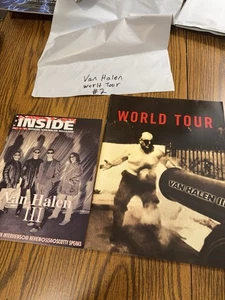 Van Halen
World Tour
#2
INSIDE
Van Halen
III
WORLD TOUR
VAN HALEN III